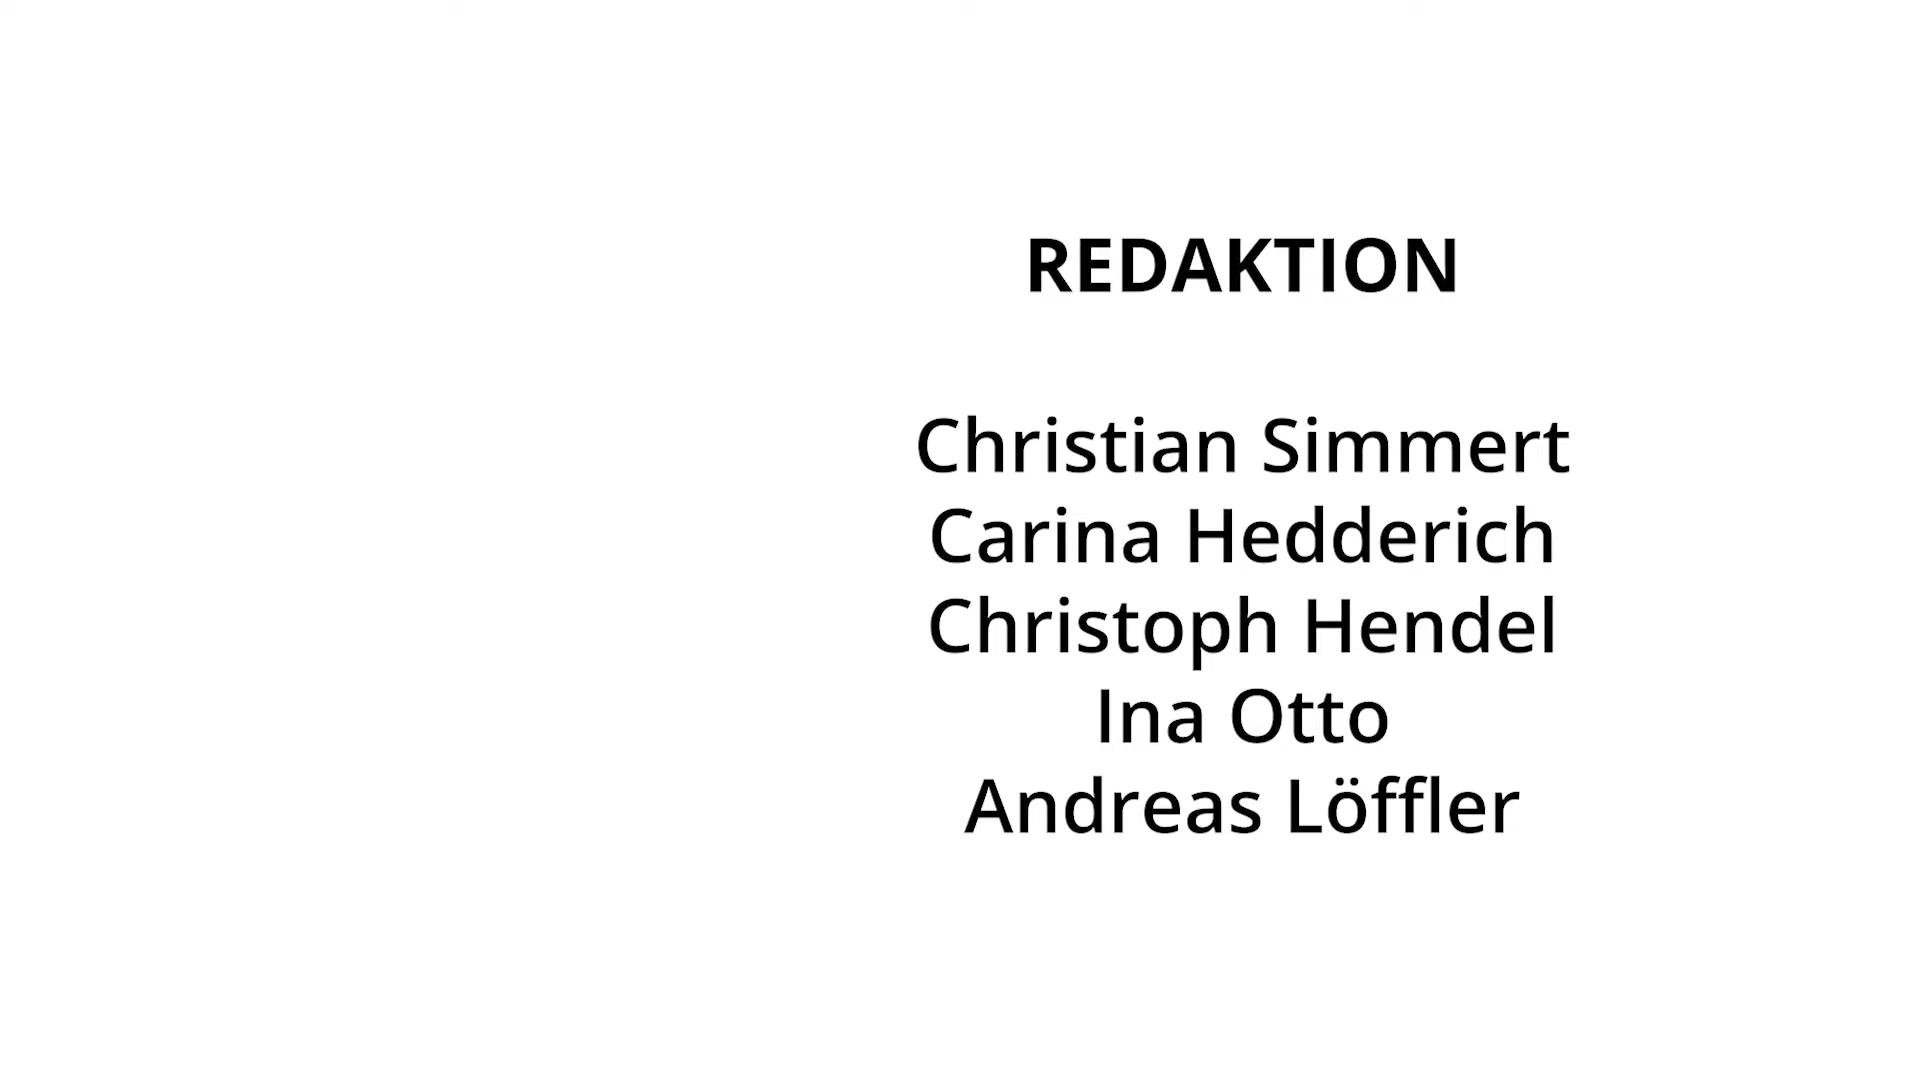 REDAKTION
Christian Simmert
Carina Hedderich
Christoph Hendel
Ina Otto
Andreas Löffler